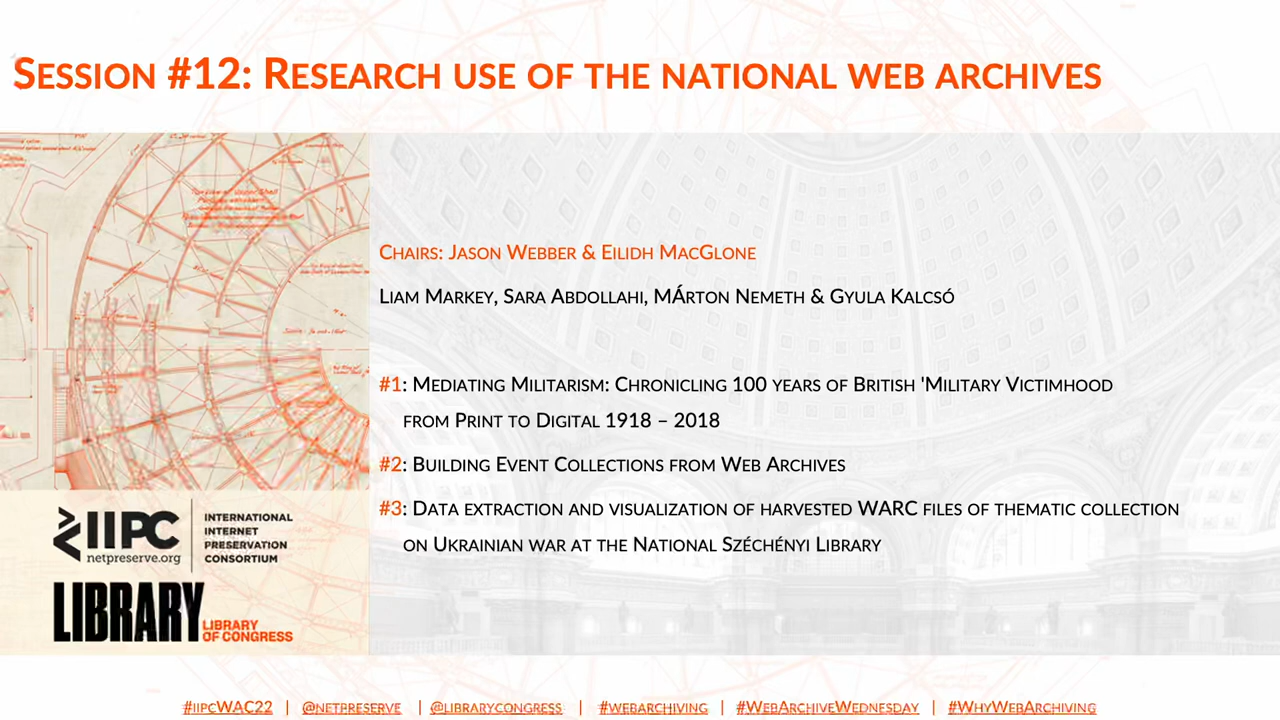 Session #12: Research use of the national web archives
Chairs: Jason Webber & Eilidh MacGlone
Liam Markey, Sara Abdollahi, MÁrton Nemeth & Gyula Kalcsó
#1: Mediating Militarism: Chronicling 100 years of British 'Military Victimhood
from Print to Digital 1918 – 2018
#2: Building Event Collections from Web Archives
#3: Data extraction and visualization of harvested WARC files of thematic collection
on Ukrainian war at the National Széchényi Library
IIPC
netpreserve.org
INTERNATIONAL
INTERNET
PRESERVATION
CONSORTIUM
LIBRARY
LIBRARY
OF CONGRESS
#iipcWAC22 | @netpreserve | @librarycongress | #webarchiving | #WebArchiveWednesday | #WhyWebArchiving